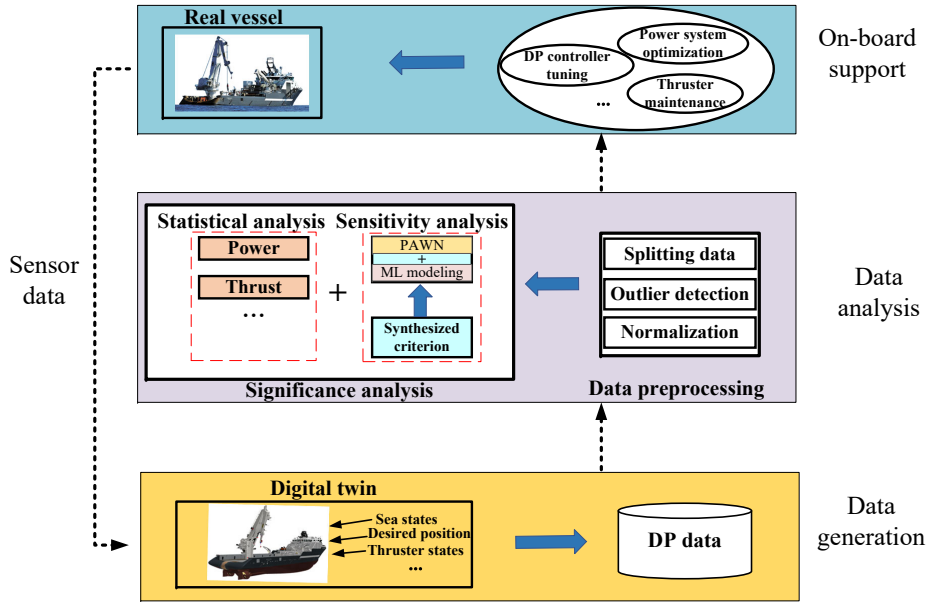 Real vessel
DP controller
tuning
Power system
optimization
Thruster
maintenance
...
On-board
support
Sensor
data
Statistical analysis
Power
Thrust
...
+
Sensitivity analysis
PAWN
+
ML modeling
Synthesized
criterion
Significance analysis
Splitting data
Outlier detection
Normalization
Data preprocessing
Data
analysis
Digital twin
Sea states
Desired position
Thruster states
...
DP data
Data
generation